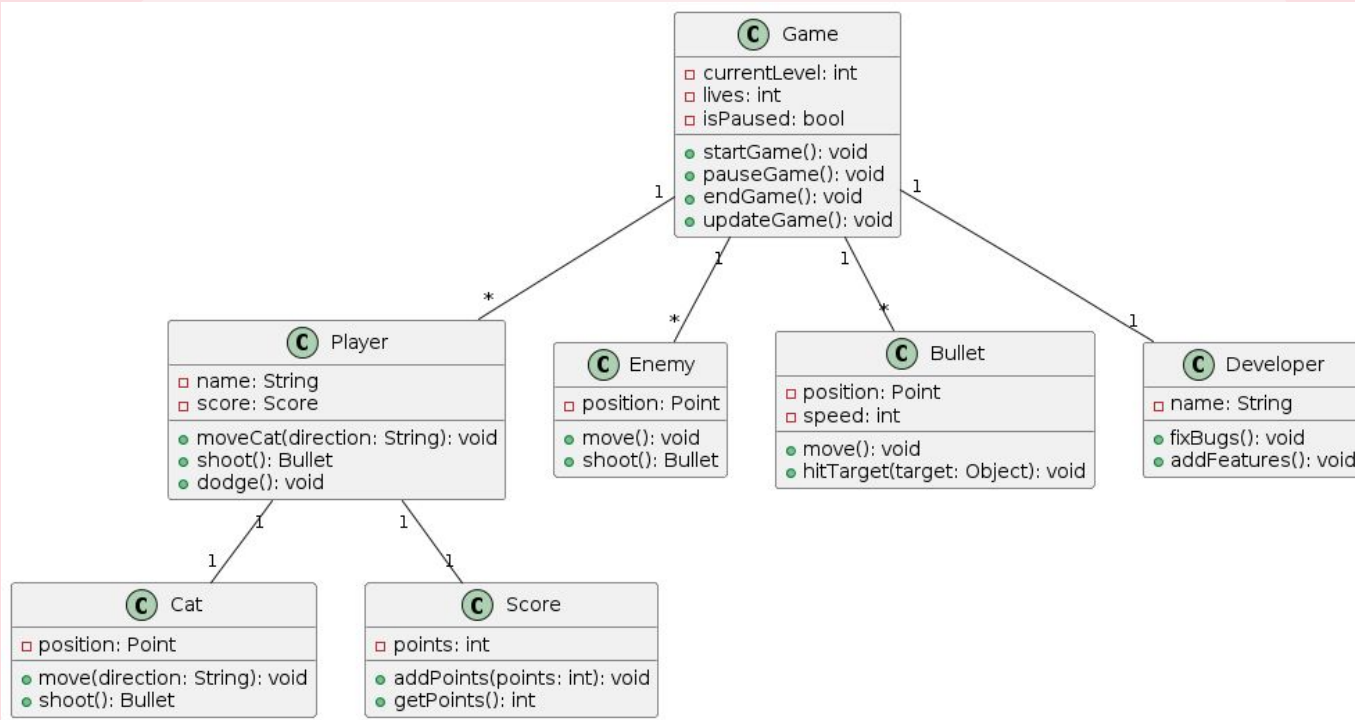 C Game
currentLevel: int
lives: int
isPaused: bool
startGame(): void
pauseGame(): void
endGame(): void
updateGame(): void
1
1
1
1
*
*
*
1
C Player
name: String
score: Score
moveCat(direction: String): void
shoot(): Bullet
dodge(): void
C Enemy
position: Point
move(): void
shoot(): Bullet
C Bullet
position: Point
speed: int
move(): void
hitTarget(target: Object): void
C Developer
name: String
fixBugs(): void
addFeatures(): void
1
1
1
1
C Cat
position: Point
move(direction: String): void
shoot(): Bullet
C Score
points: int
addPoints(points: int): void
getPoints(): int